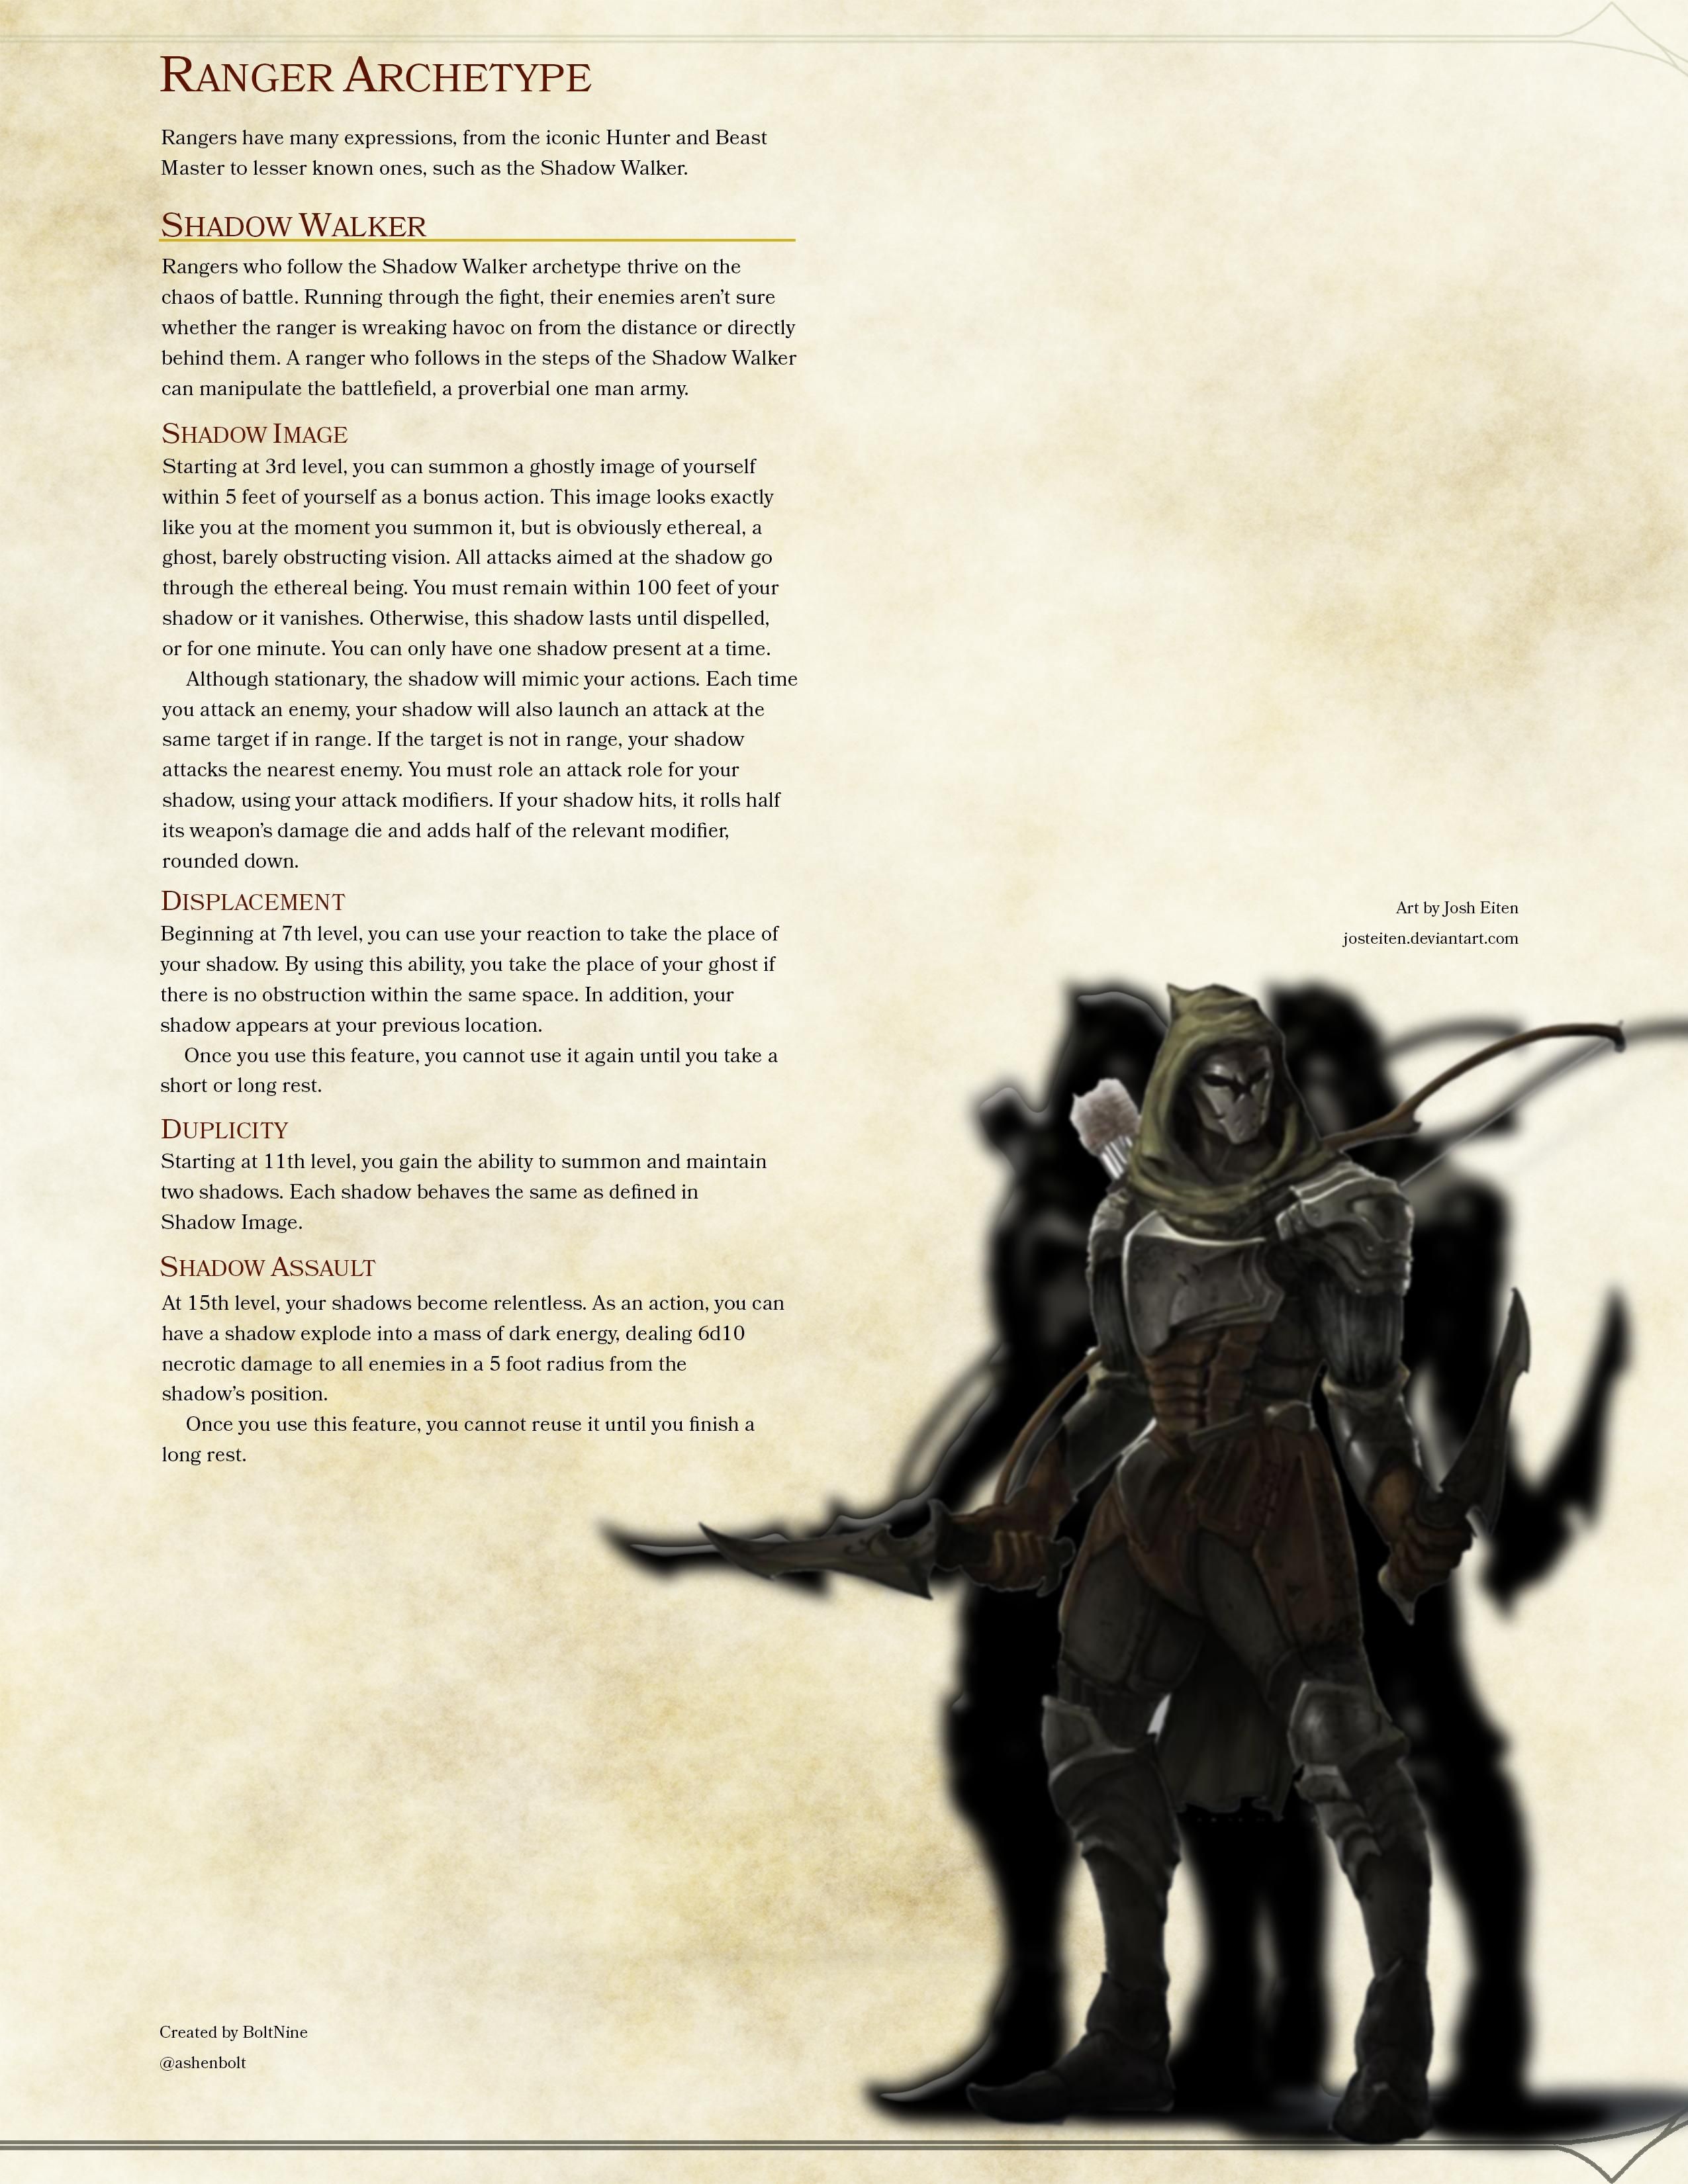 Ranger Archetype
Rangers have many expressions, from the iconic Hunter and Beast
Master to lesser known ones, such as the Shadow Walker.
Shadow Walker
Rangers who follow the Shadow Walker archetype thrive on the
chaos of battle. Running through the fight, their enemies aren't sure
whether the ranger is wreaking havoc on from the distance or directly
behind them. A ranger who follows in the steps of the Shadow Walker
can manipulate the battlefield, a proverbial one man army.
Shadow Image
Starting at 3rd level, you can summon a ghostly image of yourself
within 5 feet of yourself as a bonus action. This image looks exactly
like you at the moment you summon it, but is obviously ethereal, a
ghost, barely obstructing vision. All attacks aimed at the shadow go
through the ethereal being. You must remain within 100 feet of your
shadow or it vanishes. Otherwise, this shadow lasts until dispelled,
or for one minute. You can only have one shadow present at a time.
Although stationary, the shadow will mimic your actions. Each time
you attack an enemy, your shadow will also launch an attack at the
same target if in range. If the target is not in range, your shadow
attacks the nearest enemy. You must role an attack role for your
shadow, using your attack modifiers. If your shadow hits, it rolls half
its weapon's damage die and adds half of the relevant modifier,
rounded down.
Displacement
Beginning at 7th level, you can use your reaction to take the place of
your shadow. By using this ability, you take the place of your ghost if
there is no obstruction within the same space. In addition, your
shadow appears at your previous location.
Once you use this feature, you cannot use it again until you take a
short or long rest.
Duplicity
Starting at 11th level, you gain the ability to summon and maintain
two shadows. Each shadow behaves the same as defined in
Shadow Image.
Shadow Assault
At 15th level, your shadows become relentless. As an action, you can
have a shadow explode into a mass of dark energy, dealing 6d10
necrotic damage to all enemies in a 5 foot radius from the
shadow's position.
Once you use this feature, you cannot reuse it until you finish a
long rest.
Art by Josh Eiten
josteiten.deviantart.com
Created by BoltNine
@ashenbolt